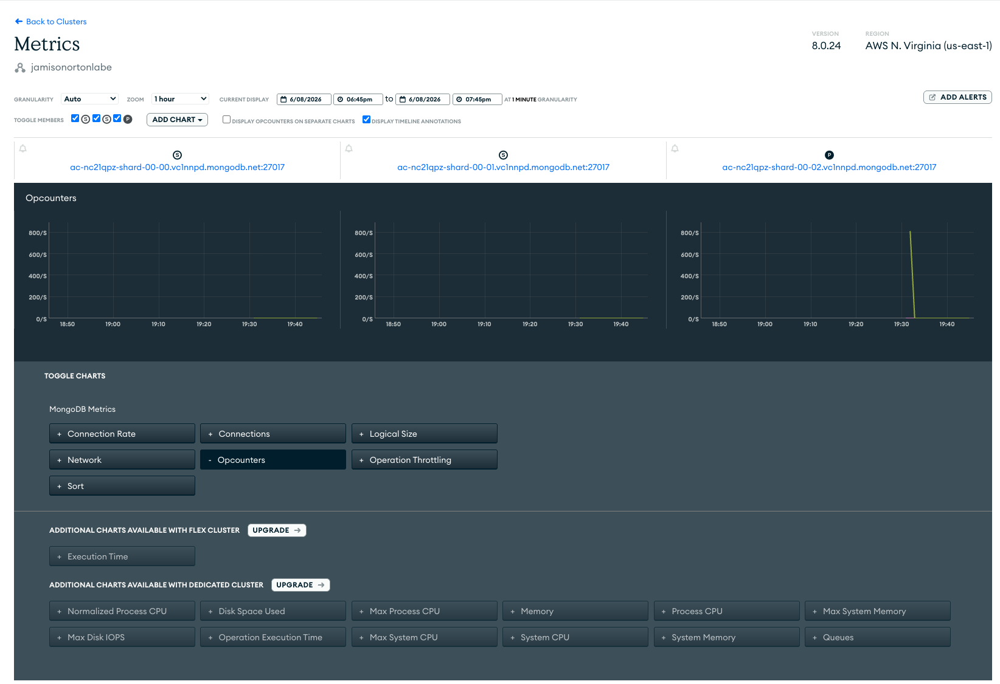 Back to Clusters
Metrics
jamisonortonlabe
VERSION
8.0.24
REGION
AWS N. Virginia (us-east-1)
GRANULARITY Auto ZOOM 1 hour CURRENT DISPLAY 6/08/2026 06:45pm to 6/08/2026 07:45pm AT 1 MINUTE GRANULARITY
ADD ALERTS
TOGGLE MEMBERS S S P ADD CHART DISPLAY OPCOUNTERS ON SEPARATE CHARTS DISPLAY TIMELINE ANNOTATIONS
S
ac-nc21qpz-shard-00-00.vc1nnpd.mongodb.net:27017
S
ac-nc21qpz-shard-00-01.vc1nnpd.mongodb.net:27017
P
ac-nc21qpz-shard-00-02.vc1nnpd.mongodb.net:27017
Opcounters
800/S
600/S
400/S
200/S
0/S
18:50 19:00 19:10 19:20 19:30 19:40
800/S
600/S
400/S
200/S
0/S
18:50 19:00 19:10 19:20 19:30 19:40
800/S
600/S
400/S
200/S
0/S
18:50 19:00 19:10 19:20 19:30 19:40
TOGGLE CHARTS
MongoDB Metrics
+ Connection Rate
+ Connections
+ Logical Size
+ Network
- Opcounters
+ Operation Throttling
+ Sort
ADDITIONAL CHARTS AVAILABLE WITH FLEX CLUSTER UPGRADE
+ Execution Time
ADDITIONAL CHARTS AVAILABLE WITH DEDICATED CLUSTER UPGRADE
+ Normalized Process CPU
+ Disk Space Used
+ Max Process CPU
+ Memory
+ Process CPU
+ Max System Memory
+ Max Disk IOPS
+ Operation Execution Time
+ Max System CPU
+ System CPU
+ System Memory
+ Queues